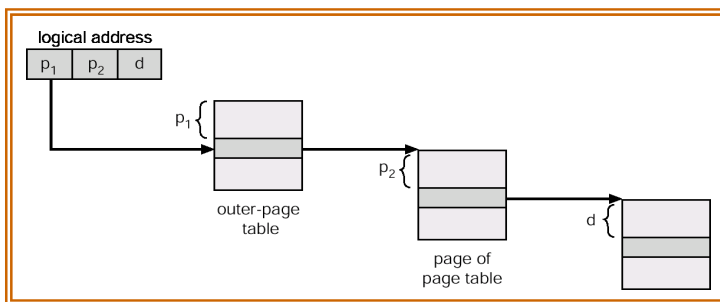 logical address
p1 p2 d
p1
outer-page
table
p2
page of
page table
d